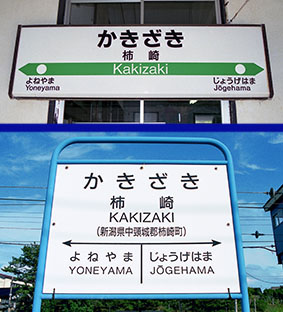 かきざき
柿崎
Kakizaki
よねやま じょうげはま
Yoneyama Jōgehama
かきざき
柿崎
KAKIZAKI
(新潟県中頸城郡柿崎町)
よねやま じょうげはま
YONEYAMA JŌGEHAMA